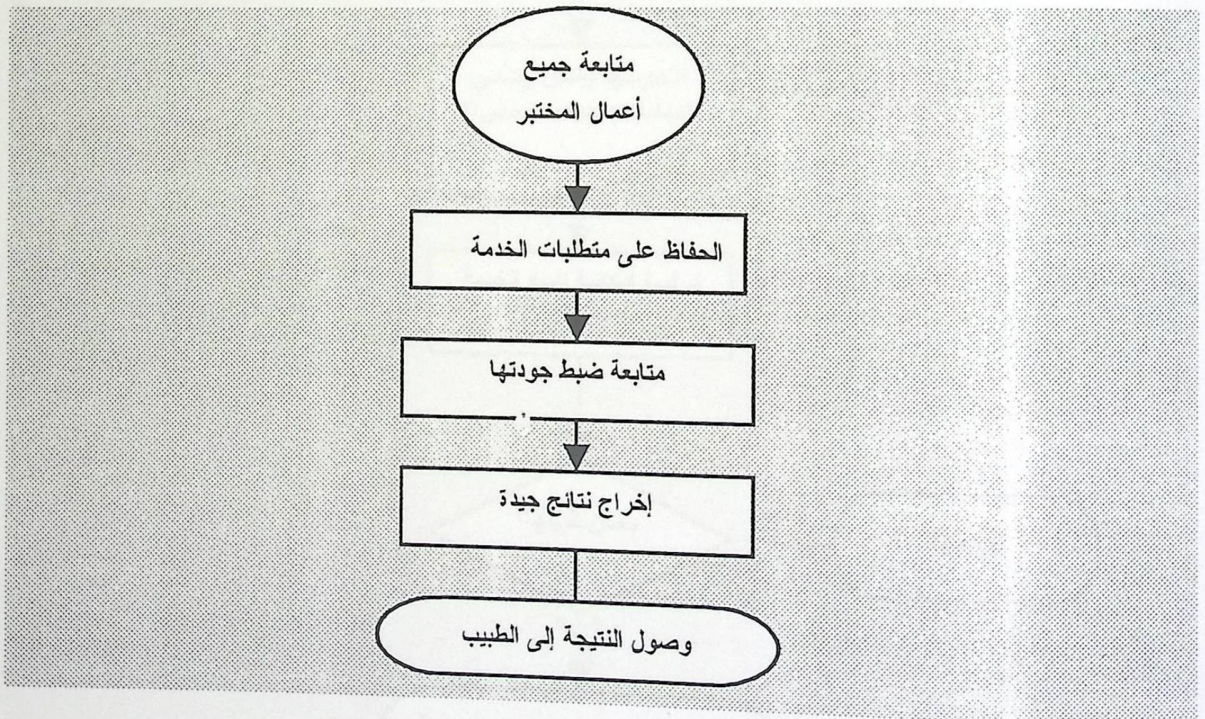 متابعة جميع
أعمال المختبر
الحفاظ على متطلبات الخدمة
متابعة ضبط جودتها
إخراج نتائج جيدة
وصول النتيجة إلى الطبيب